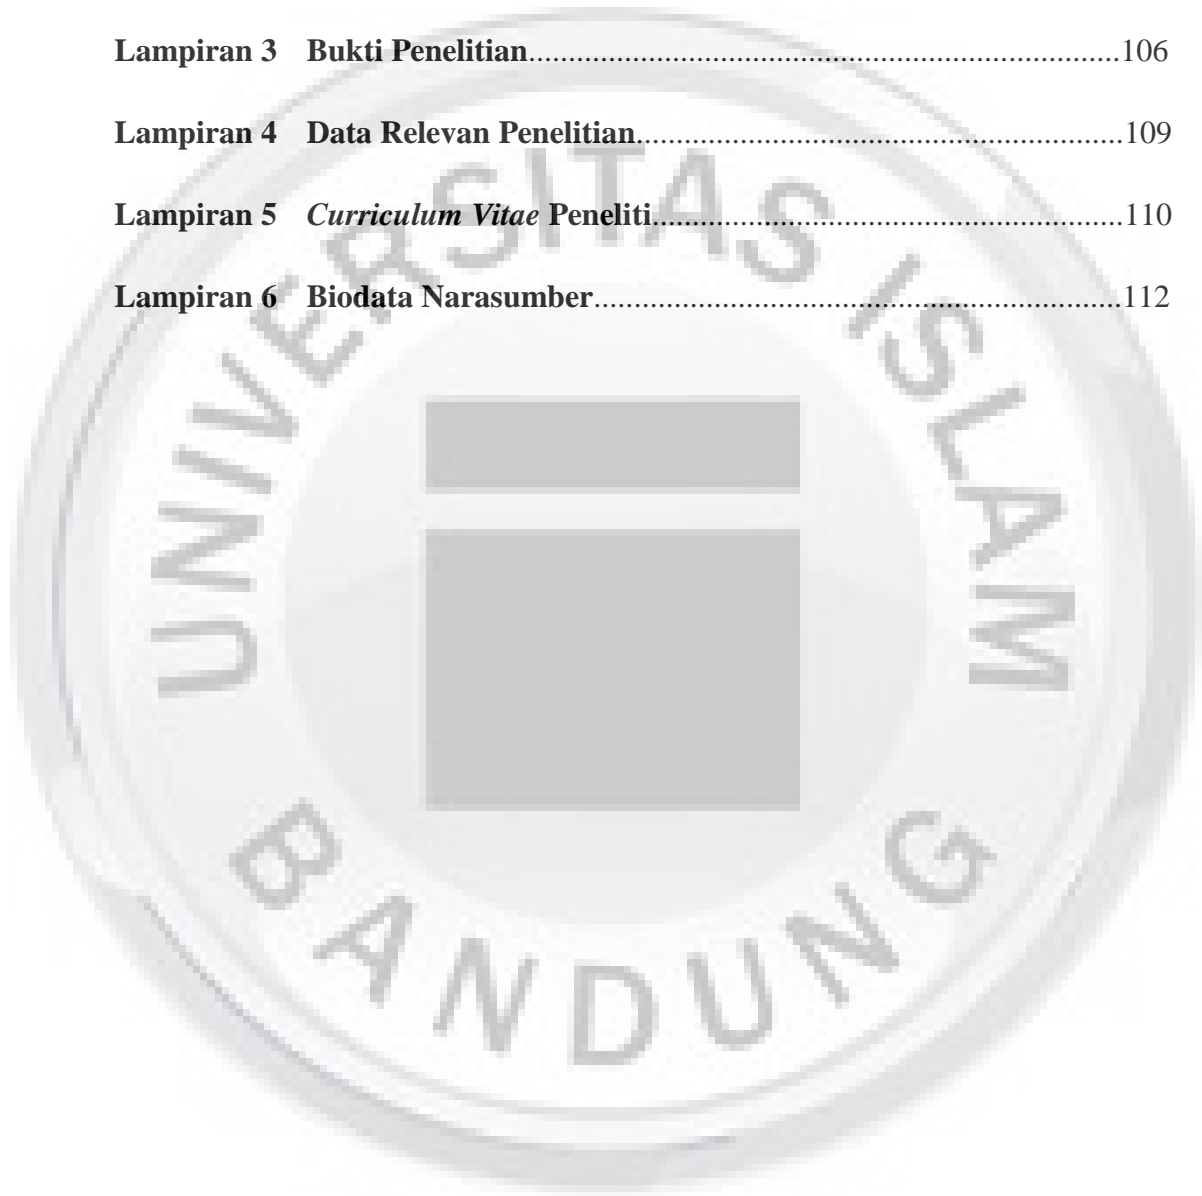 Lampiran 3 Bukti Penelitian......................................................................106
Lampiran 4 Data Relevan Penelitian.........................................................109
Lampiran 5 Curriculum Vitae Peneliti.......................................................110
Lampiran 6 Biodata Narasumber..............................................................112
UNIVERSITAS ISLAM
BANDUNG